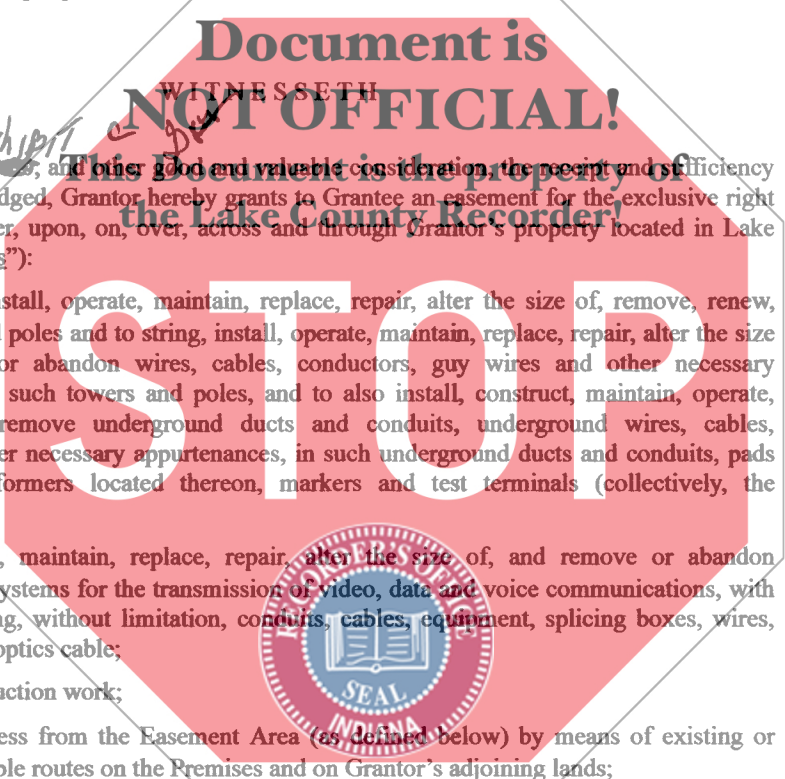 Document is
WITNESSETH
NOT OFFICIAL!
and other good and valuable consideration, the receipt and sufficiency
This Document is the property of
dged, Grantor hereby grants to Grantee an easement for the exclusive right
the Lake County Recorder!
er, upon, on, over, across and through Grantor's property located in Lake
s”):
nstall, operate, maintain, replace, repair, alter the size of, remove, renew,
l poles and to string, install, operate, maintain, replace, repair, alter the size
or abandon wires, cables, conductors, guy wires and other necessary
such towers and poles, and to also install, construct, maintain, operate,
remove underground ducts and conduits, underground wires, cables,
er necessary appurtenances, in such underground ducts and conduits, pads
formers located thereon, markers and test terminals (collectively, the
STOP
, maintain, replace, repair, alter the size of, and remove or abandon
systems for the transmission of video, data and voice communications, with
ng, without limitation, conduits, cables, equipment, splicing boxes, wires,
optics cable;
uction work;
ess from the Easement Area (as defined below) by means of existing or
ble routes on the Premises and on Grantor's adjoining lands;
RECORDER'S OFFICE
SEAL
INDIANA